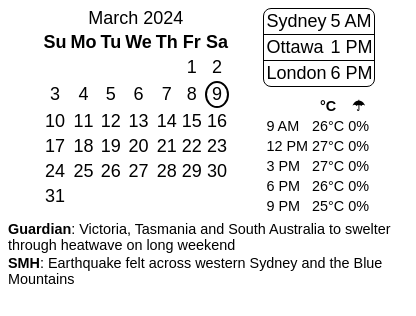 March 2024
Su Mo Tu We Th Fr Sa
1 2
3 4 5 6 7 8 9
10 11 12 13 14 15 16
17 18 19 20 21 22 23
24 25 26 27 28 29 30
31
Sydney 5 AM
Ottawa 1 PM
London 6 PM
°C ☂
9 AM 26°C 0%
12 PM 27°C 0%
3 PM 27°C 0%
6 PM 26°C 0%
9 PM 25°C 0%
Guardian: Victoria, Tasmania and South Australia to swelter
through heatwave on long weekend
SMH: Earthquake felt across western Sydney and the Blue
Mountains